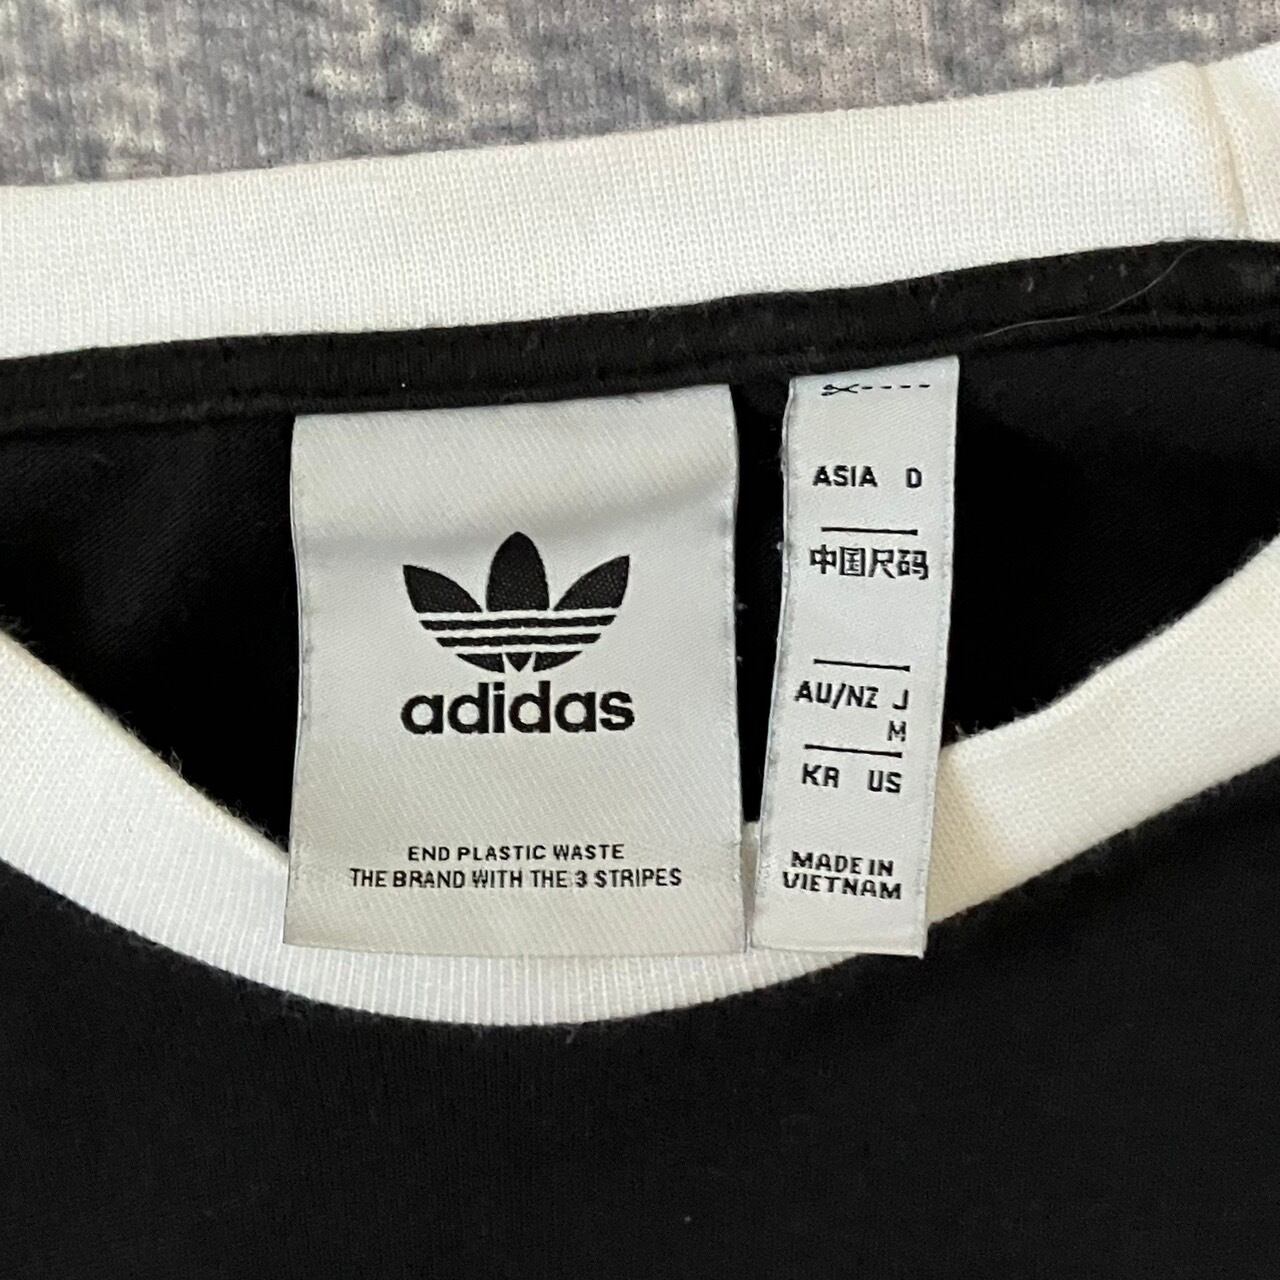 adidas
END PLASTIC WASTE
THE BRAND WITH THE 3 STRIPES
ASIA D
中国尺码
AU/NZ J
M
KR US
MADE IN
VIETNAM